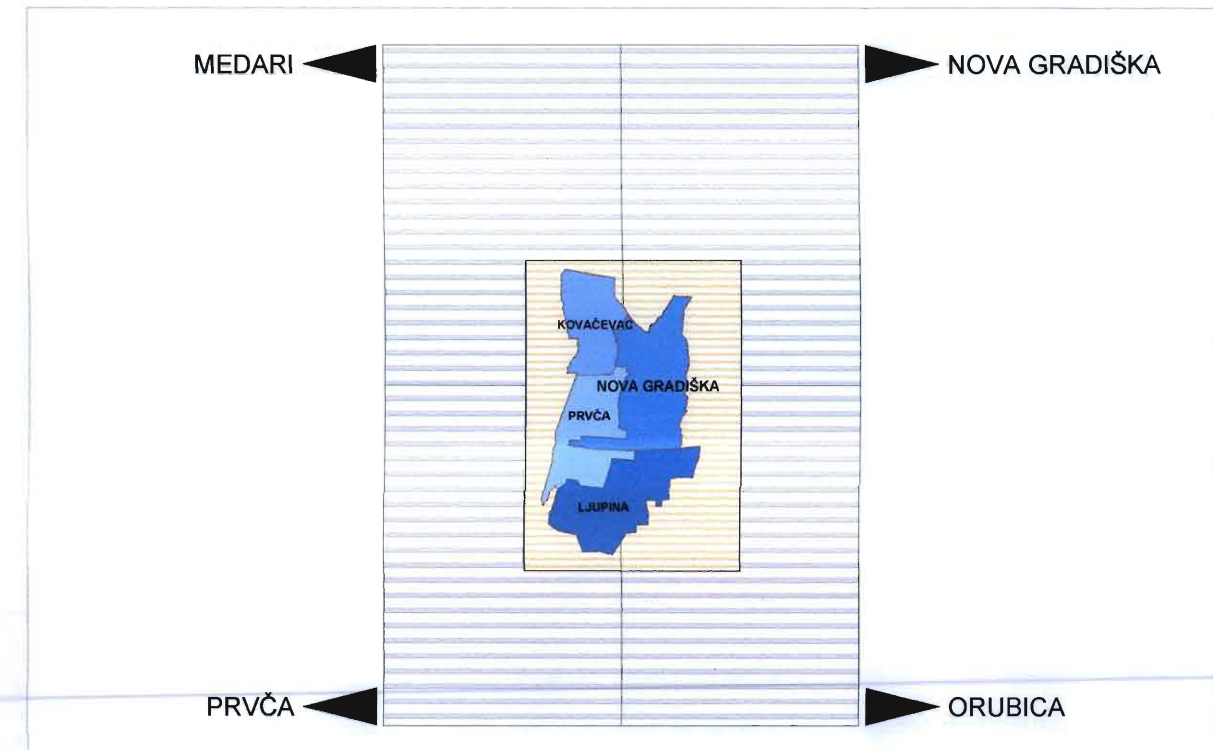 MEDARI
NOVA GRADIŠKA
KOVAČEVAC
NOVA GRADIŠKA
PRVČA
LJUPINA
PRVČA
ORUBICA